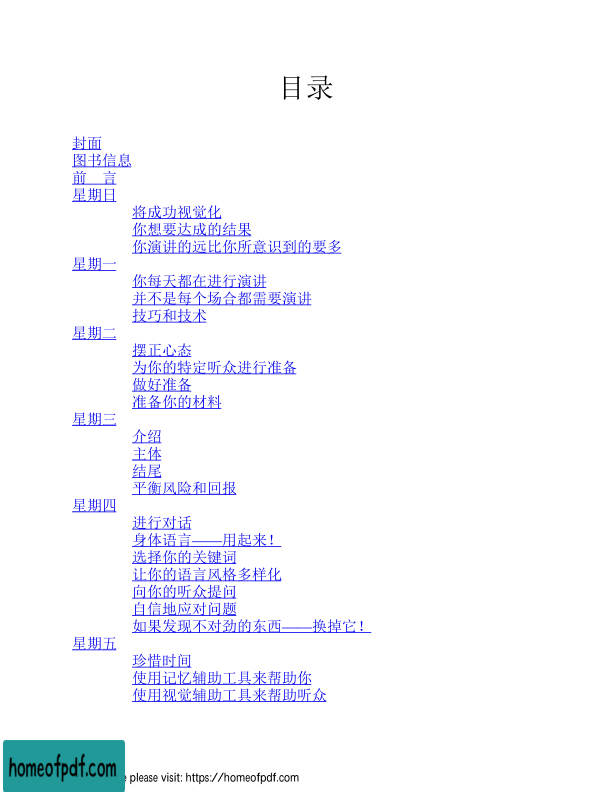 目录
封面
图书信息
前　言
星期日
将成功视觉化
你想要达成的结果
你演讲的远比你所意识到的要多
星期一
你每天都在进行演讲
并不是每个场合都需要演讲
技巧和技术
星期二
摆正心态
为你的特定听众进行准备
做好准备
准备你的材料
星期三
介绍
主体
结尾
平衡风险和回报
星期四
进行对话
身体语言——用起来！
选择你的关键词
让你的语言风格多样化
向你的听众提问
自信地应对问题
如果发现不对劲的东西——换掉它！
星期五
珍惜时间
使用记忆辅助工具来帮助你
使用视觉辅助工具来帮助听众
homeofpdf.com
please visit: https://homeofpdf.com